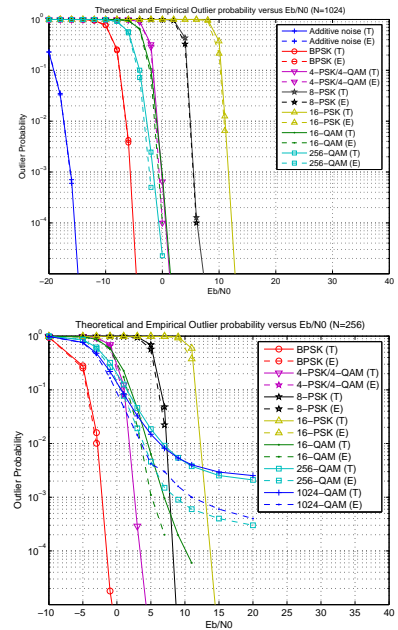 Theoretical and Empirical Outlier probability versus Eb/N0 (N=1024)
Outlier Probability
10^0
10^-1
10^-2
10^-3
10^-4
Additive noise (T)
Additive noise (E)
BPSK (T)
BPSK (E)
4-PSK/4-QAM (T)
4-PSK/4-QAM (E)
8-PSK (T)
8-PSK (E)
16-PSK (T)
16-PSK (E)
16-QAM (T)
16-QAM (E)
256-QAM (T)
256-QAM (E)
-20 -10 0 10 20 30 40
Eb/N0
Theoretical and Empirical Outlier probability versus Eb/N0 (N=256)
Outlier Probability
10^0
10^-1
10^-2
10^-3
10^-4
BPSK (T)
BPSK (E)
4-PSK/4-QAM (T)
4-PSK/4-QAM (E)
8-PSK (T)
8-PSK (E)
16-PSK (T)
16-PSK (E)
16-QAM (T)
16-QAM (E)
256-QAM (T)
256-QAM (E)
1024-QAM (T)
1024-QAM (E)
-10 -5 0 5 10 15 20 25 30 35 40
Eb/N0